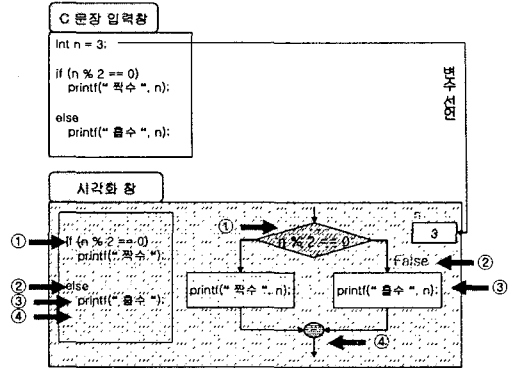 C 문장 입력창
Int n = 3;
if (n % 2 == 0)
printf(" 짝수 ", n);
else
printf(" 홀수 ", n);
변수 선언
시각화 창
① if (n % 2 == 0)
printf(" 짝수 ");
② else
③ printf(" 홀수 ");
④
① n % 2 == 0
n
3
False ②
printf(" 짝수 ", n);
printf(" 홀수 ", n); ③
④